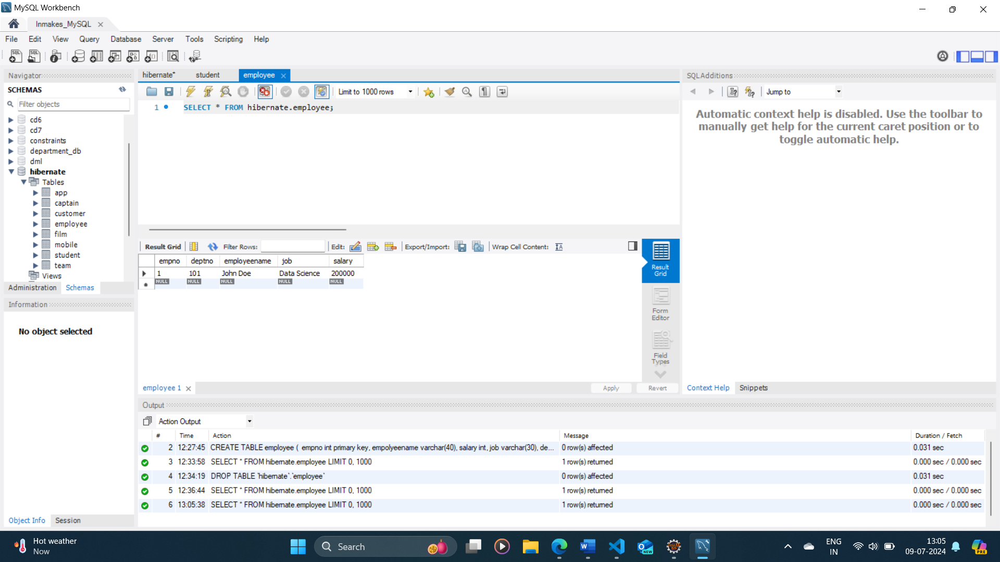 MySQL Workbench
Inmakes_MySQL
File Edit View Query Database Server Tools Scripting Help
Navigator
SCHEMAS
Filter objects
cd6
cd7
constraints
department_db
dml
hibernate
Tables
app
captain
customer
employee
film
mobile
student
team
Views
Administration Schemas
Information
No object selected
Object Info Session
hibernate* student employee
Limit to 1000 rows
1 SELECT * FROM hibernate.employee;
Result Grid Filter Rows: Edit: Export/Import: Wrap Cell Content:
empno deptno employeename job salary
1 101 John Doe Data Science 200000
NULL NULL NULL NULL NULL
Result
Grid
Form
Editor
Field
Types
employee 1
Apply Revert
SQLAdditions
Jump to
Automatic context help is disabled. Use the toolbar to
manually get help for the current caret position or to
toggle automatic help.
Context Help Snippets
Output
Action Output
# Time Action Message Duration / Fetch
2 12:27:45 CREATE TABLE employee ( empno int primary key, empolyeename varchar(40), salary int, job varchar(30), de... 0 row(s) affected 0.031 sec
3 12:33:58 SELECT * FROM hibernate.employee LIMIT 0, 1000 1 row(s) returned 0.000 sec / 0.000 sec
4 12:34:19 DROP TABLE `hibernate`.`employee` 0 row(s) affected 0.031 sec
5 12:36:44 SELECT * FROM hibernate.employee LIMIT 0, 1000 1 row(s) returned 0.000 sec / 0.000 sec
6 13:05:38 SELECT * FROM hibernate.employee LIMIT 0, 1000 1 row(s) returned 0.000 sec / 0.000 sec
Hot weather
Now
Search
ENG
IN
13:05
09-07-2024